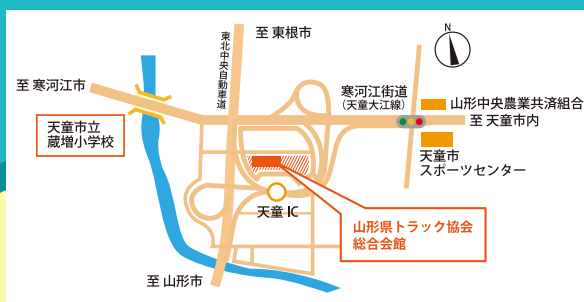 至 東根市
N
東北中央自動車道
至 寒河江市
寒河江街道
(天童大江線)
山形中央農業共済組合
至 天童市内
天童市立
蔵増小学校
天童市
スポーツセンター
天童 IC
山形県トラック協会
総合会館
至 山形市